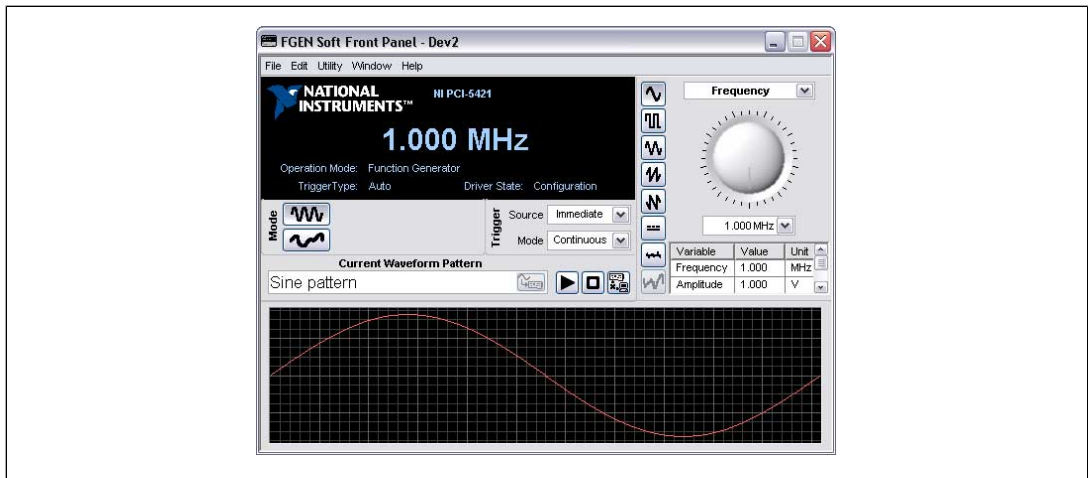 FGEN Soft Front Panel - Dev2
File Edit Utility Window Help
NATIONAL INSTRUMENTS™
NI PCI-5421
1.000 MHz
Operation Mode: Function Generator
TriggerType: Auto Driver State: Configuration
Mode
Trigger
Source Immediate
Mode Continuous
Current Waveform Pattern
Sine pattern
Frequency
1.000 MHz
Variable Value Unit
Frequency 1.000 MHz
Amplitude 1.000 V